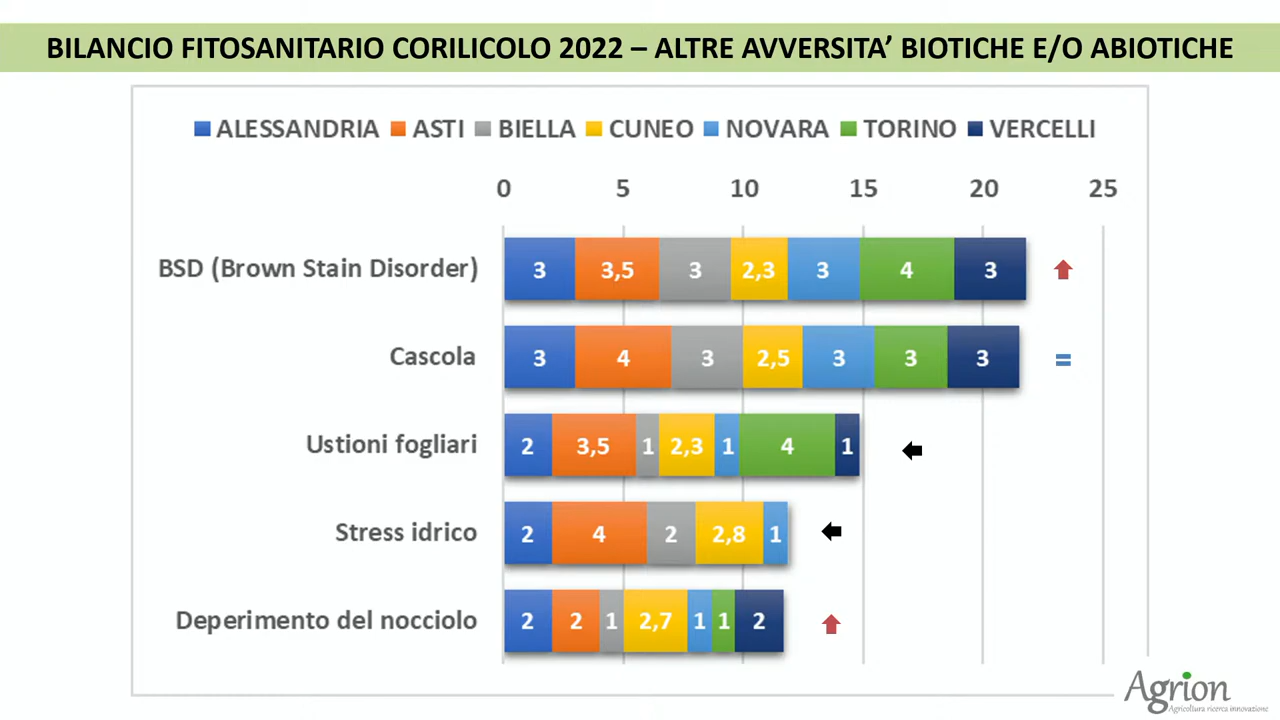 BILANCIO FITOSANITARIO CORILICOLO 2022 – ALTRE AVVERSITA’ BIOTICHE E/O ABIOTICHE
ALESSANDRIA ASTI BIELLA CUNEO NOVARA TORINO VERCELLI
0 5 10 15 20 25
BSD (Brown Stain Disorder) 3 3,5 3 2,3 3 4 3
Cascola 3 4 3 2,5 3 3 3 =
Ustioni fogliari 2 3,5 1 2,3 1 4 1
Stress idrico 2 4 2 2,8 1
Deperimento del nocciolo 2 2 1 2,7 1 1 2
Agrion
Agricoltura ricerca innovazione